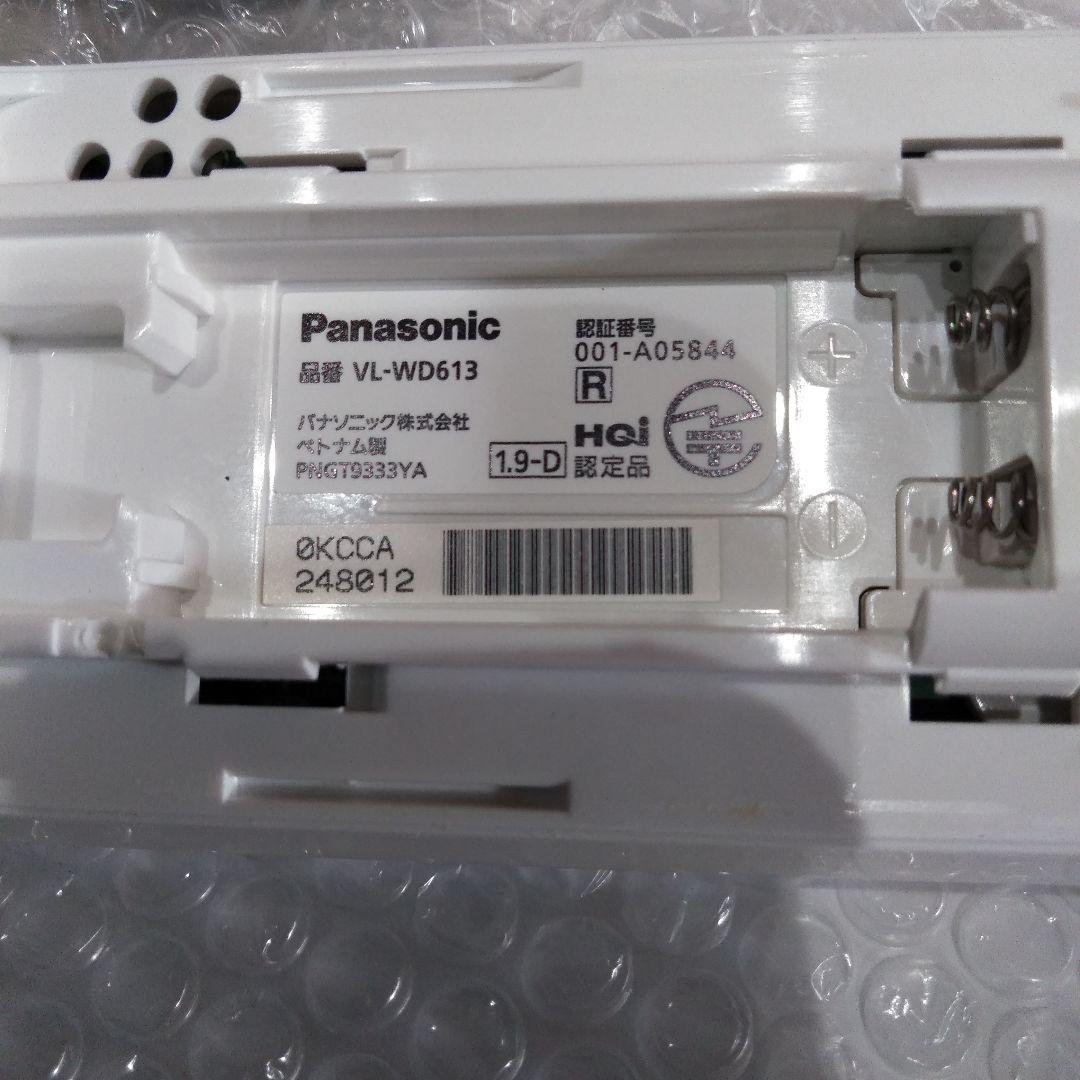 Panasonic
品番 VL-WD613
パナソニック株式会社
ベトナム製
PNGT9333YA
1.9-D
認証番号
001-A05844
R
HQi
認定品
0KCCA
248012